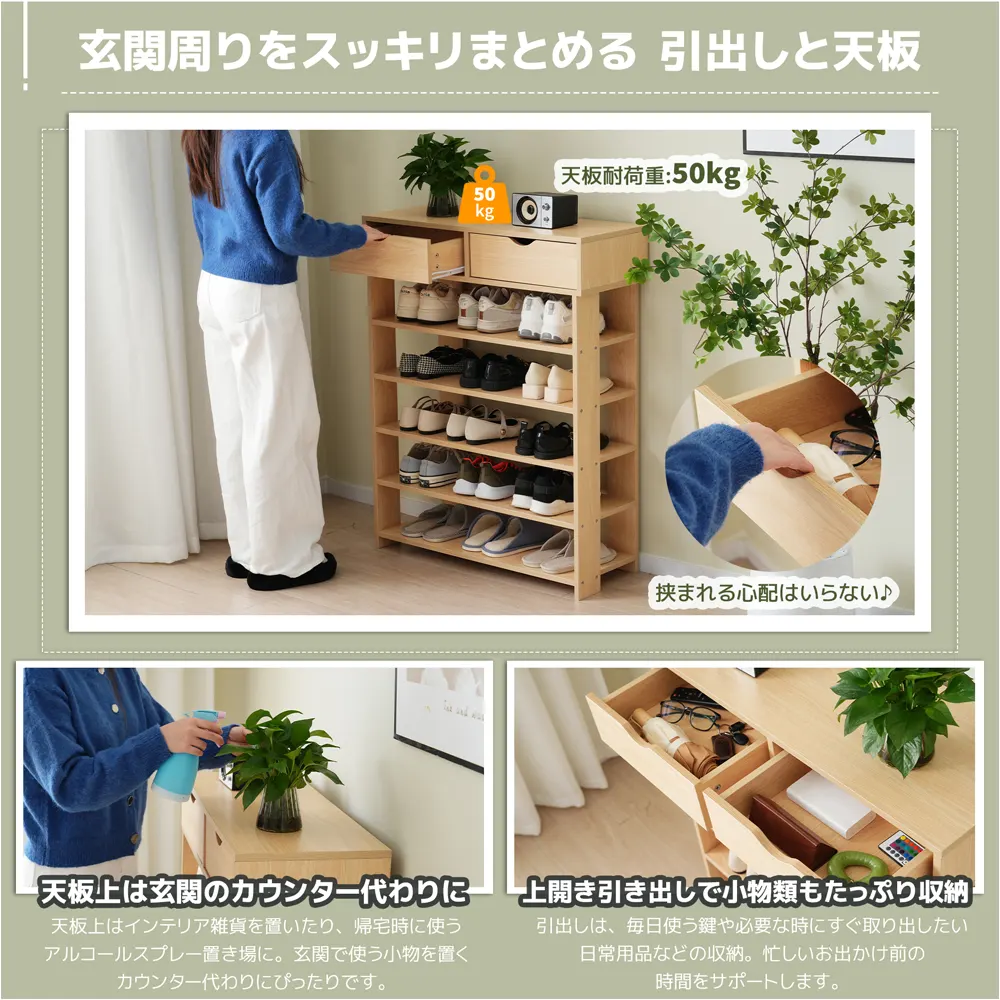 玄関周りをスッキリまとめる 引出しと天板
天板耐荷重:50kg
50
kg
挟まれる心配はいらない♪
天板上は玄関のカウンター代わりに
天板上はインテリア雑貨を置いたり、帰宅時に使う
アルコールスプレー置き場に。玄関で使う小物を置く
カウンター代わりにぴったりです。
上開き引き出しで小物類もたっぷり収納
引出しは、毎日使う鍵や必要な時にすぐ取り出したい
日常用品などの収納。忙しいお出かけ前の
時間をサポートします。